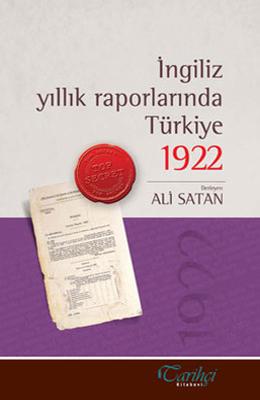 İngiliz
yıllık raporlarında
Türkiye
1922
TOP
SECRET
Derleyen:
ALİ SATAN
1922
Tarihçi
Kitabevi